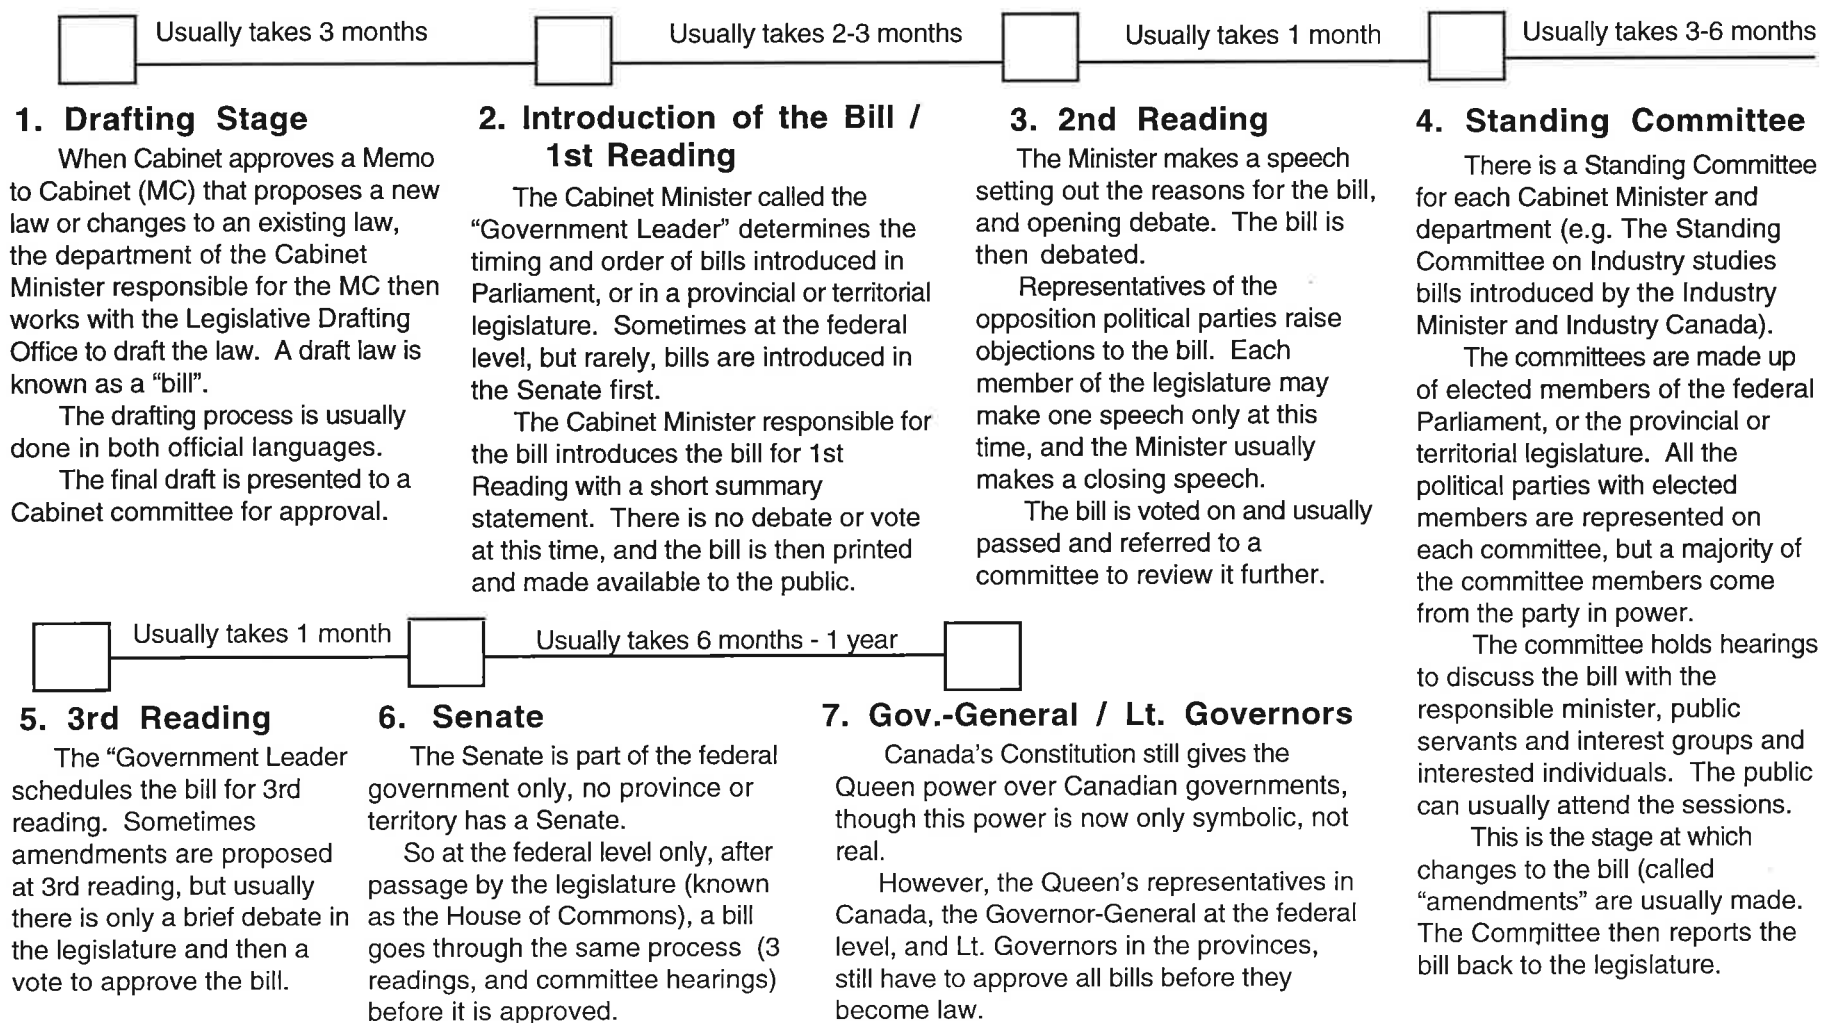 Usually takes 3 months
Usually takes 2-3 months
Usually takes 1 month
Usually takes 3-6 months
1. Drafting Stage
When Cabinet approves a Memo
to Cabinet (MC) that proposes a new
law or changes to an existing law,
the department of the Cabinet
Minister responsible for the MC then
works with the Legislative Drafting
Office to draft the law. A draft law is
known as a "bill".
The drafting process is usually
done in both official languages.
The final draft is presented to a
Cabinet committee for approval.
2. Introduction of the Bill /
1st Reading
The Cabinet Minister called the
"Government Leader" determines the
timing and order of bills introduced in
Parliament, or in a provincial or territorial
legislature. Sometimes at the federal
level, but rarely, bills are introduced in
the Senate first.
The Cabinet Minister responsible for
the bill introduces the bill for 1st
Reading with a short summary
statement. There is no debate or vote
at this time, and the bill is then printed
and made available to the public.
3. 2nd Reading
The Minister makes a speech
setting out the reasons for the bill,
and opening debate. The bill is
then debated.
Representatives of the
opposition political parties raise
objections to the bill. Each
member of the legislature may
make one speech only at this
time, and the Minister usually
makes a closing speech.
The bill is voted on and usually
passed and referred to a
committee to review it further.
4. Standing Committee
There is a Standing Committee
for each Cabinet Minister and
department (e.g. The Standing
Committee on Industry studies
bills introduced by the Industry
Minister and Industry Canada).
The committees are made up
of elected members of the federal
Parliament, or the provincial or
territorial legislature. All the
political parties with elected
members are represented on
each committee, but a majority of
the committee members come
from the party in power.
The committee holds hearings
to discuss the bill with the
responsible minister, public
servants and interest groups and
interested individuals. The public
can usually attend the sessions.
This is the stage at which
changes to the bill (called
"amendments" are usually made.
The Committee then reports the
bill back to the legislature.
Usually takes 1 month
Usually takes 6 months - 1 year
5. 3rd Reading
The "Government Leader
schedules the bill for 3rd
reading. Sometimes
amendments are proposed
at 3rd reading, but usually
there is only a brief debate in
the legislature and then a
vote to approve the bill.
6. Senate
The Senate is part of the federal
government only, no province or
territory has a Senate.
So at the federal level only, after
passage by the legislature (known
as the House of Commons), a bill
goes through the same process (3
readings, and committee hearings)
before it is approved.
7. Gov.-General / Lt. Governors
Canada's Constitution still gives the
Queen power over Canadian governments,
though this power is now only symbolic, not
real.
However, the Queen's representatives in
Canada, the Governor-General at the federal
level, and Lt. Governors in the provinces,
still have to approve all bills before they
become law.